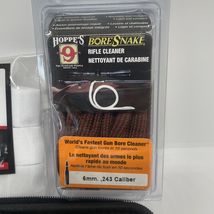 HOPPE'S
9
BORESNAKE
RIFLE CLEANER
NETTOYANT DE CARABINE
World's Fastest Gun Bore Cleaner
Le nettoyant des armes le plus
rapide au monde
6mm, .243 Caliber